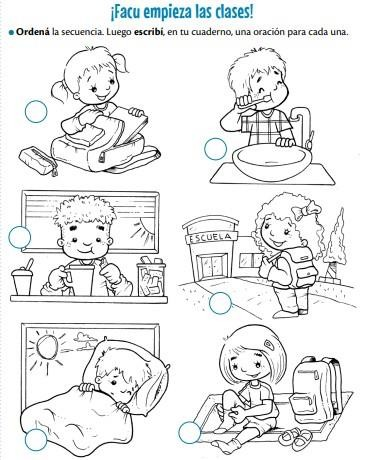 ¡Facu empieza las clases!
• Ordená la secuencia. Luego escribí, en tu cuaderno, una oración para cada una.
ESCUELA